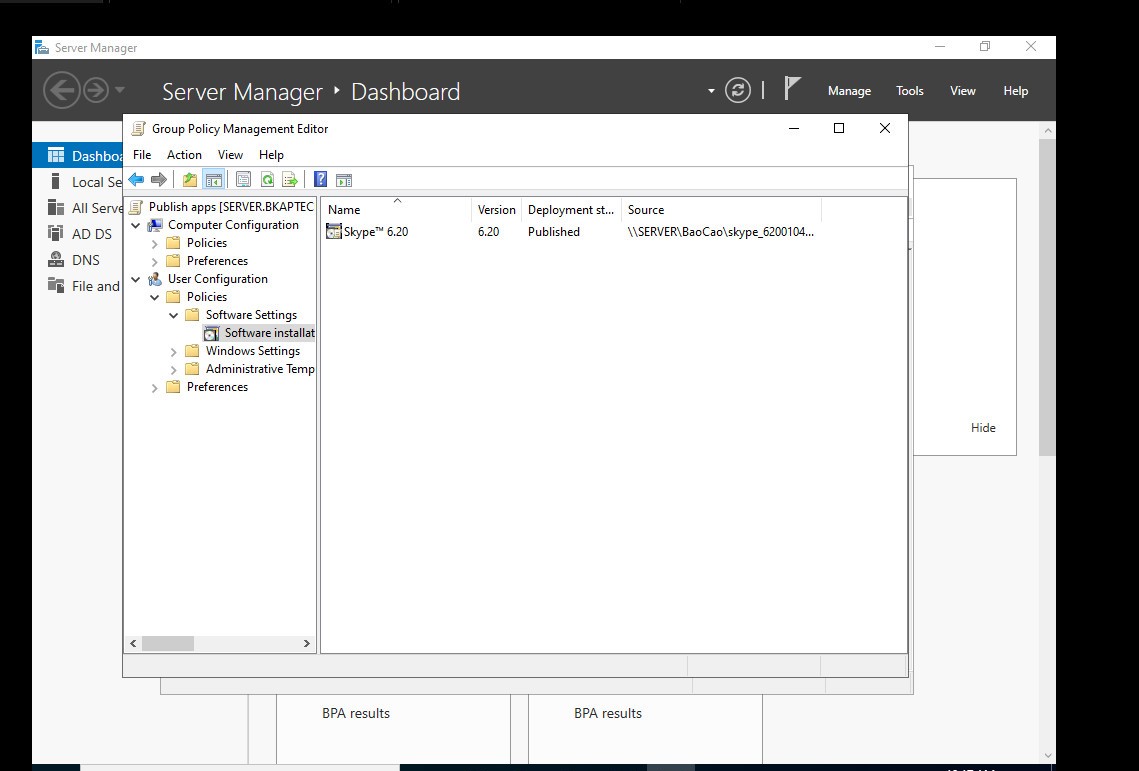 Server Manager
Server Manager Dashboard
Manage Tools View Help
Group Policy Management Editor
File Action View Help
Dashboa
Local Se
All Serve
AD DS
DNS
File and
Publish apps [SERVER.BKAPTEC
Computer Configuration
Policies
Preferences
User Configuration
Policies
Software Settings
Software installat
Windows Settings
Administrative Temp
Preferences
Name Version Deployment st... Source
Skype™ 6.20 6.20 Published \\SERVER\BaoCao\skype_6200104...
Hide
BPA results
BPA results